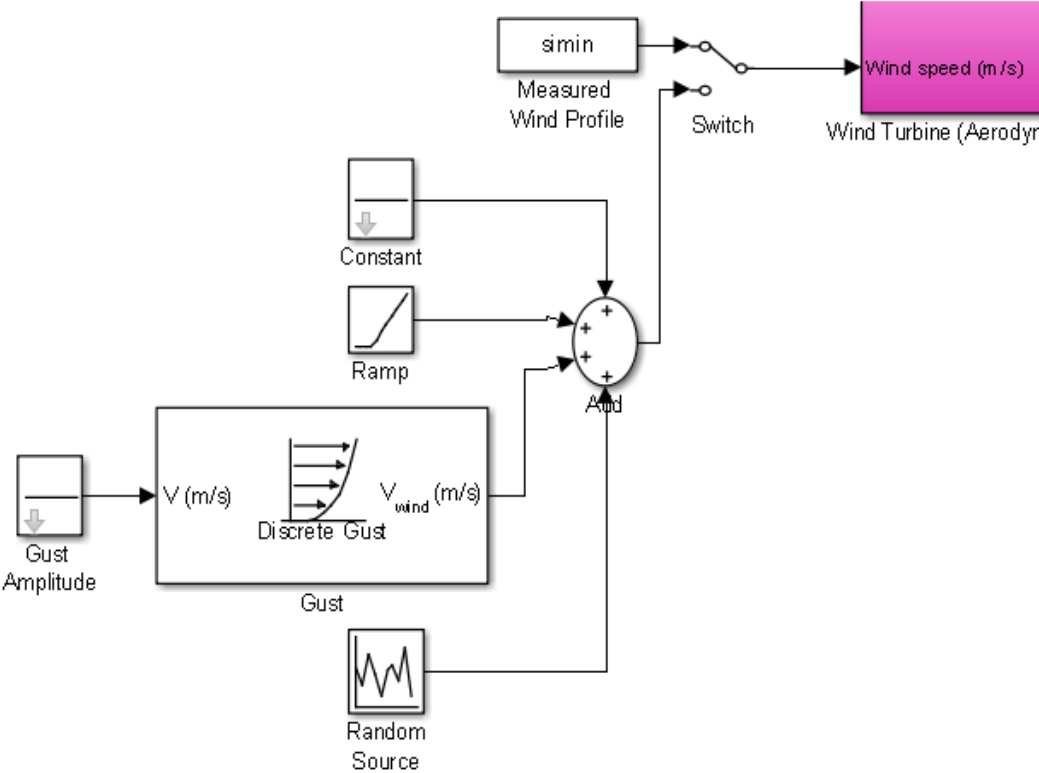 simin
Measured
Wind Profile
Switch
Wind speed (m/s)
Wind Turbine (Aerodyn
Constant
Ramp
+
+
+
+
Add
V (m/s)
Discrete Gust
V wind (m/s)
Gust
Gust
Amplitude
Random
Source